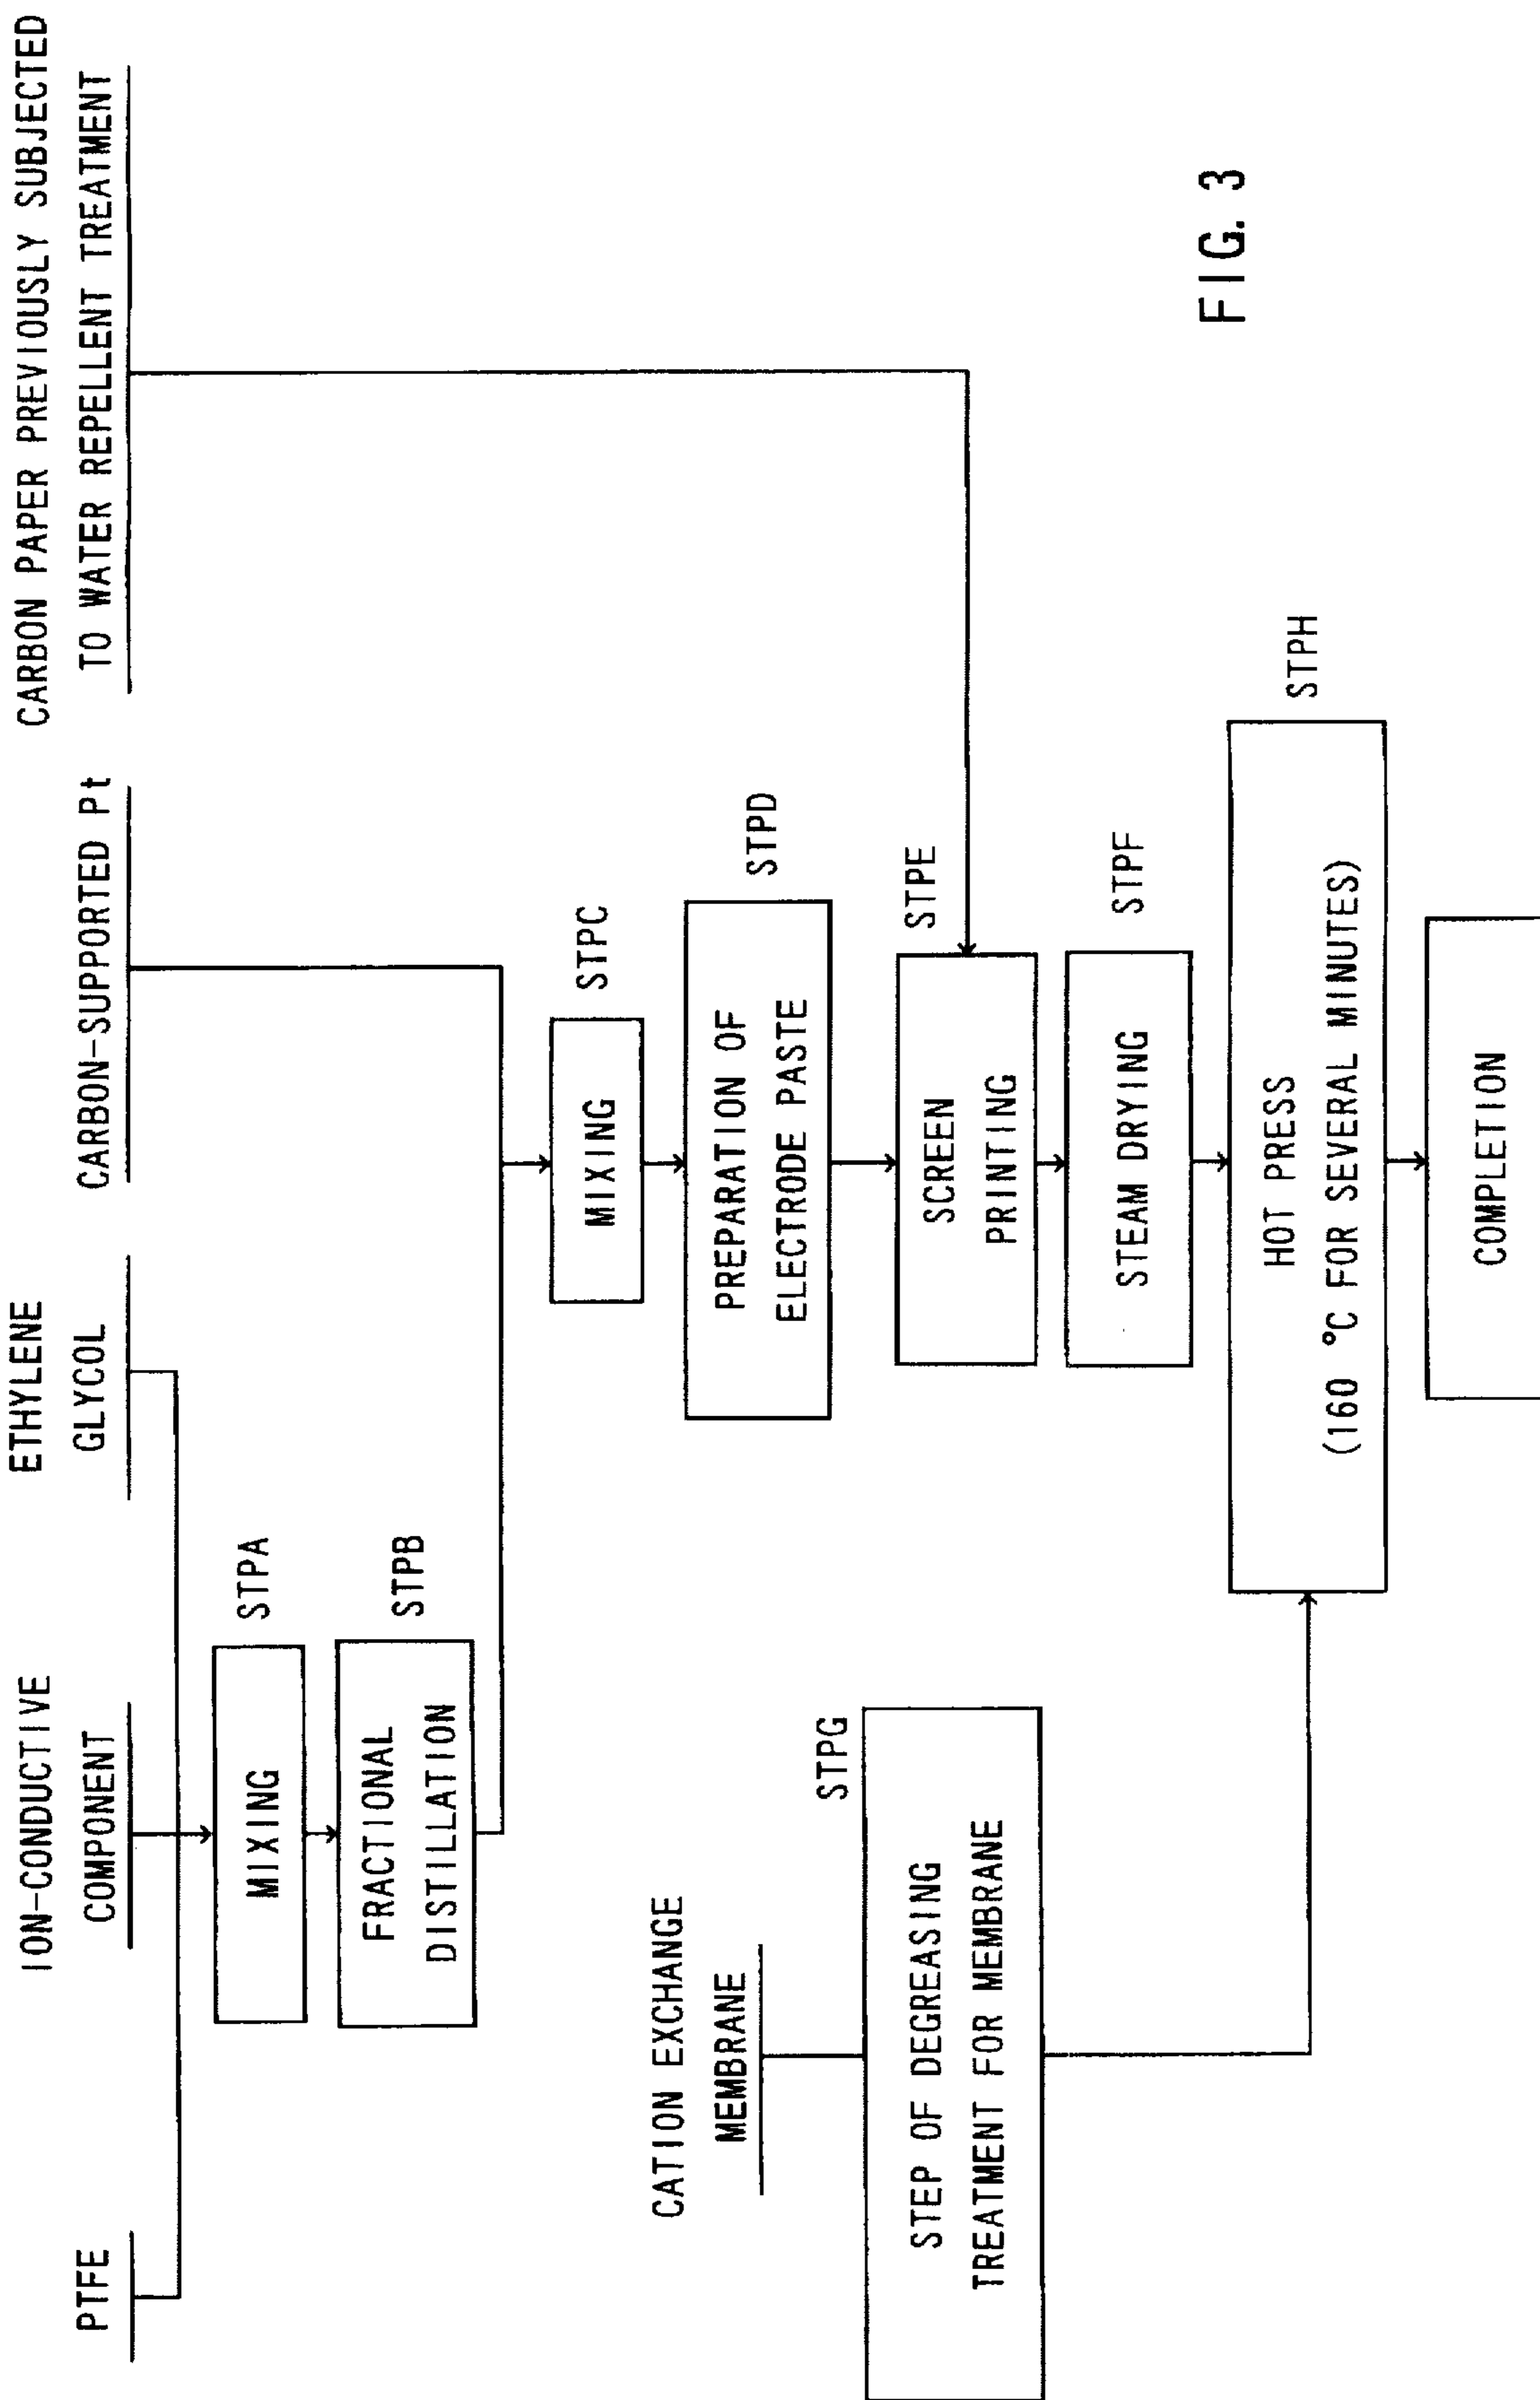 PTFE
ION-CONDUCTIVE
COMPONENT
ETHYLENE
GLYCOL
CARBON-SUPPORTED Pt
CARBON PAPER PREVIOUSLY SUBJECTED
TO WATER REPELLENT TREATMENT
MIXING
STPA
FRACTIONAL
DISTILLATION
STPB
MIXING
STPC
PREPARATION OF
ELECTRODE PASTE
STPD
CATION EXCHANGE
MEMBRANE
STEP OF DEGREASING
TREATMENT FOR MEMBRANE
STPG
SCREEN
PRINTING
STPE
STEAM DRYING
STPF
HOT PRESS
(160 °C FOR SEVERAL MINUTES)
STPH
COMPLETION
FIG. 3